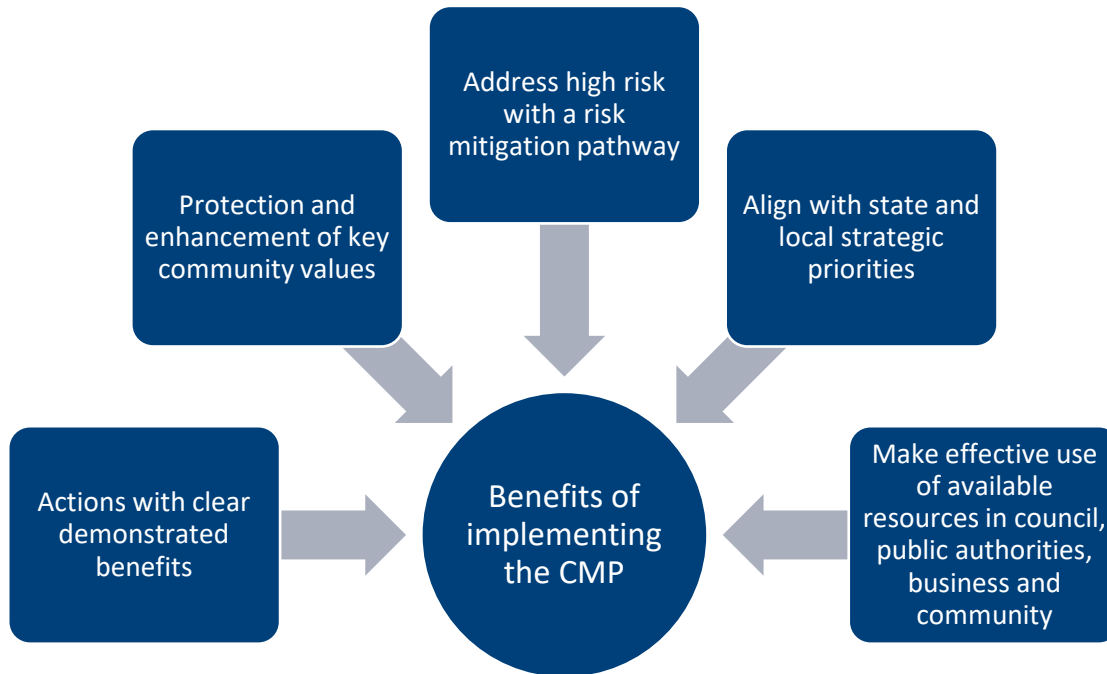 Address high risk
with a risk
mitigation pathway
Protection and
enhancement of key
community values
Align with state and
local strategic
priorities
Actions with clear
demonstrated
benefits
Benefits of
implementing
the CMP
Make effective use
of available
resources in council,
public authorities,
business and
community